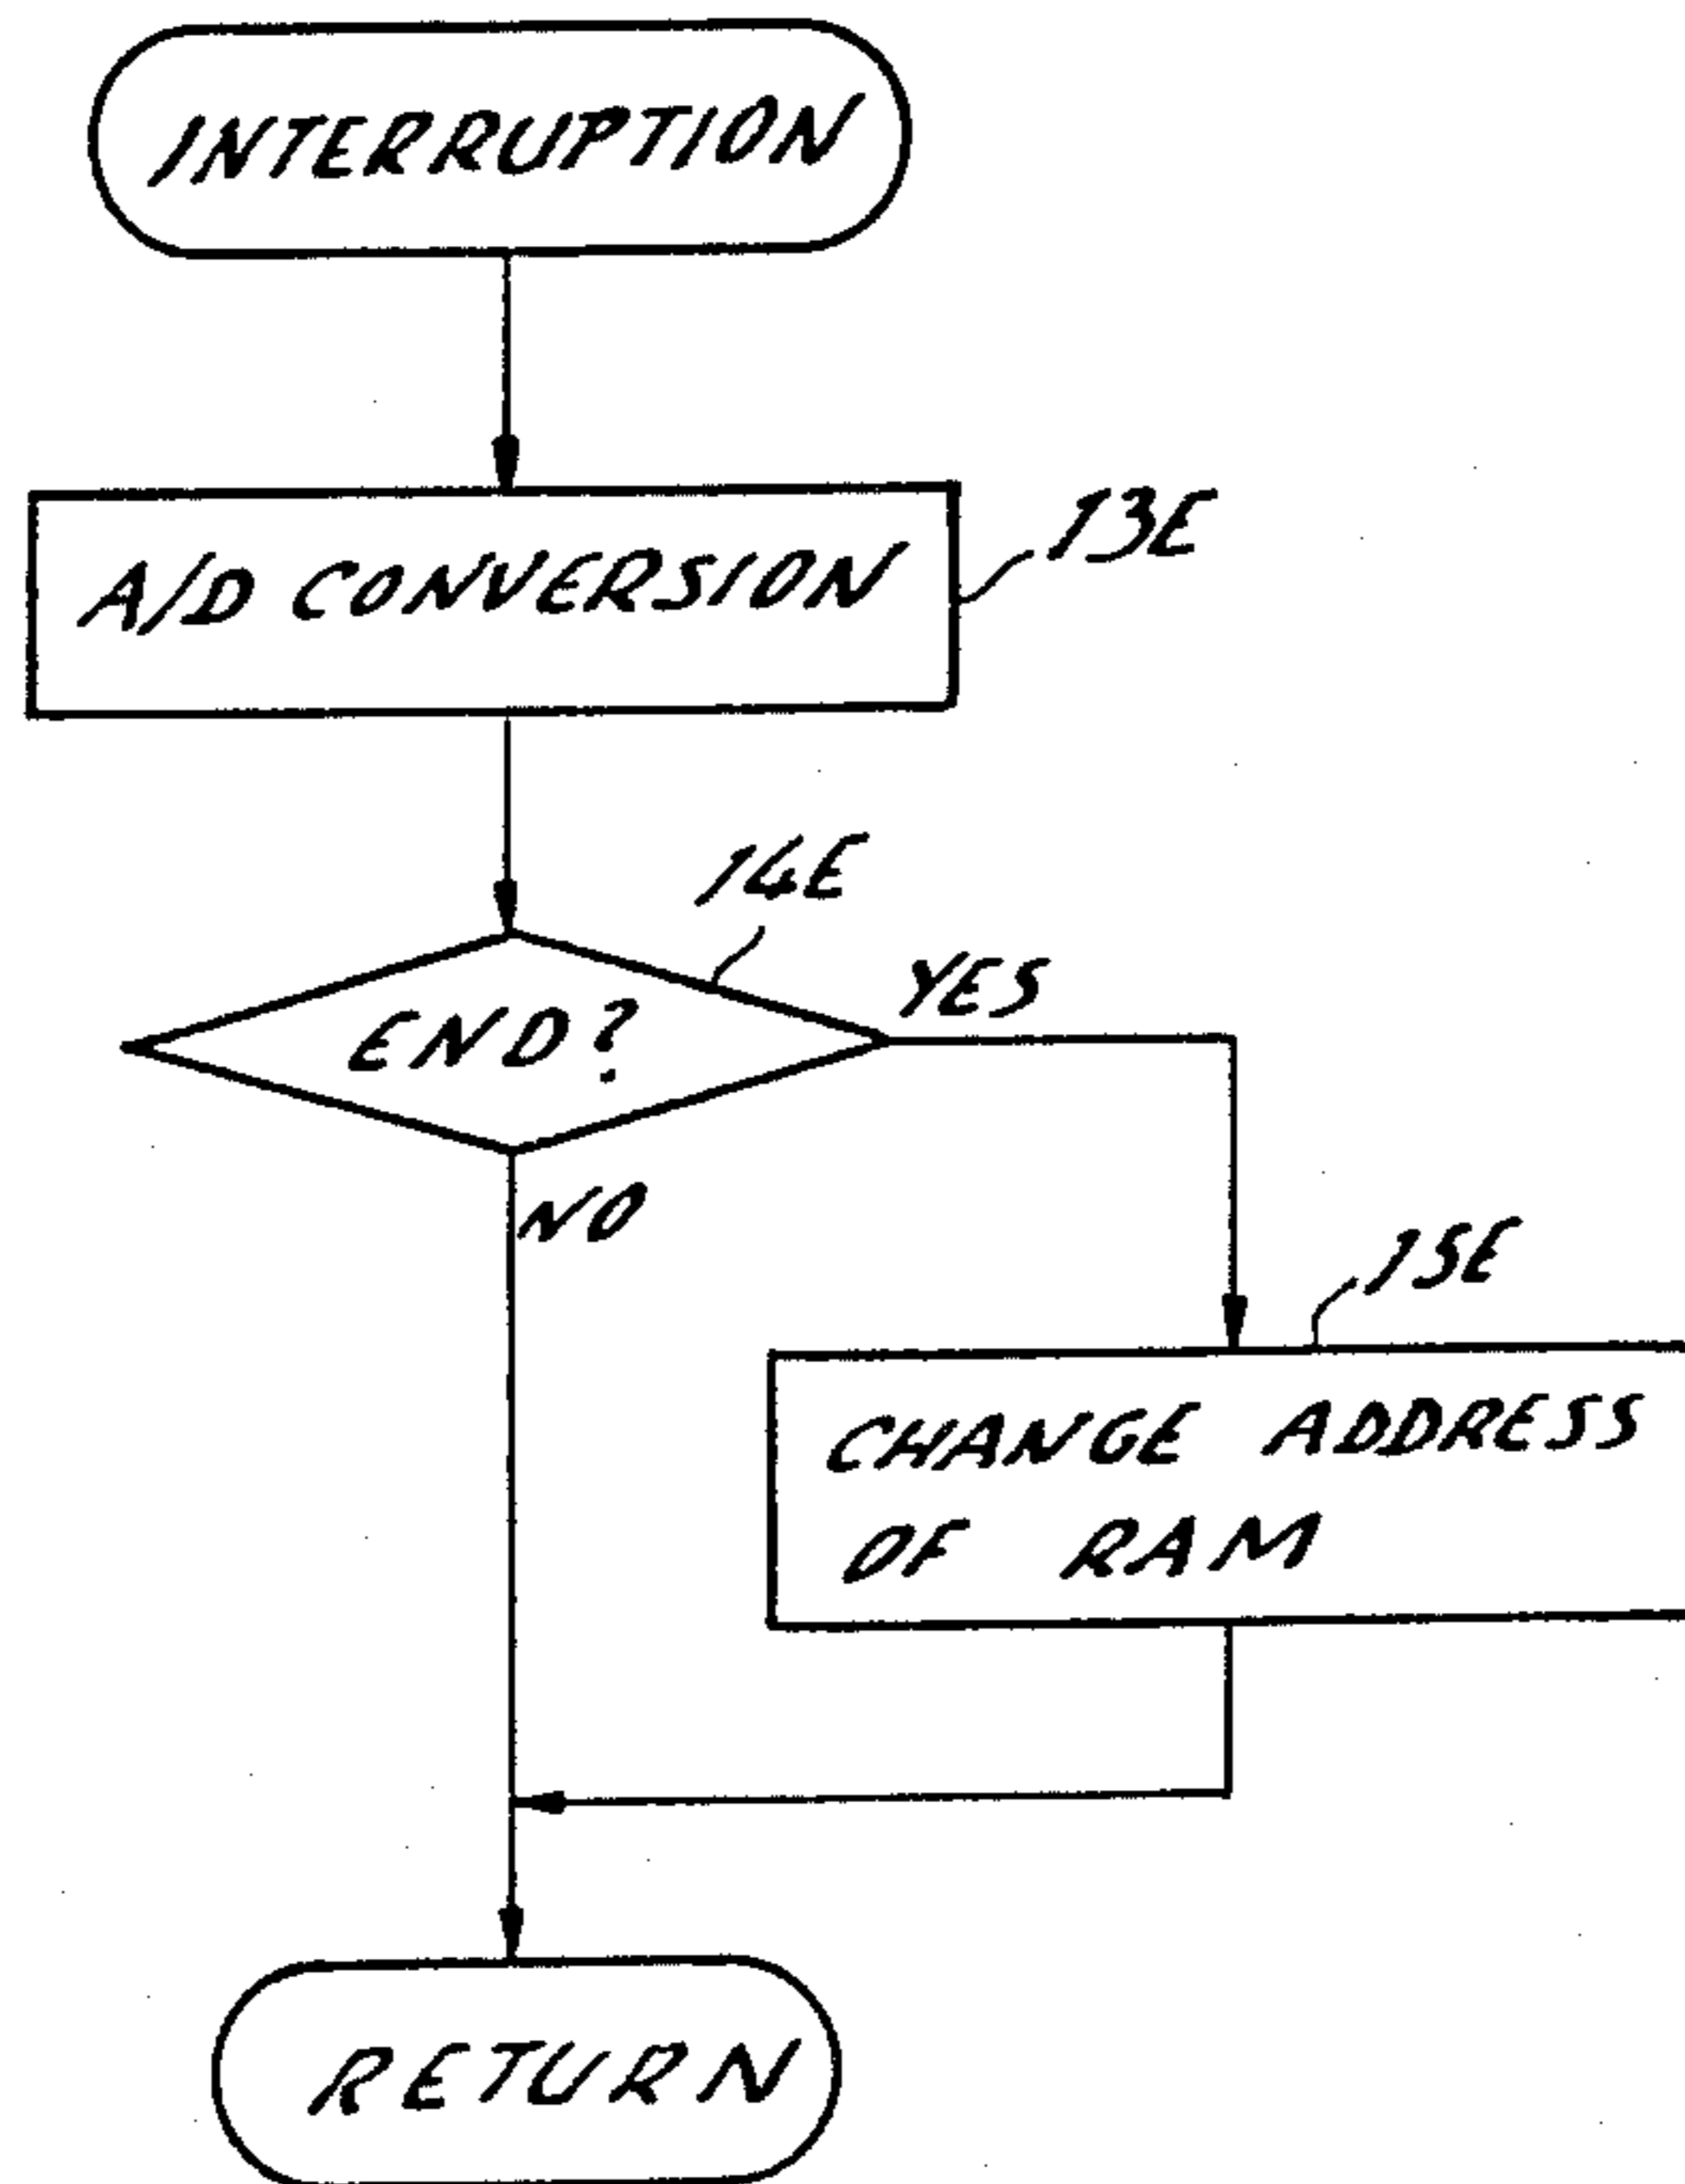 INTERRUPTION
A/D CONVERSION
13E
14E
END?
YES
NO
15E
CHANGE ADDRESS
OF RAM
RETURN